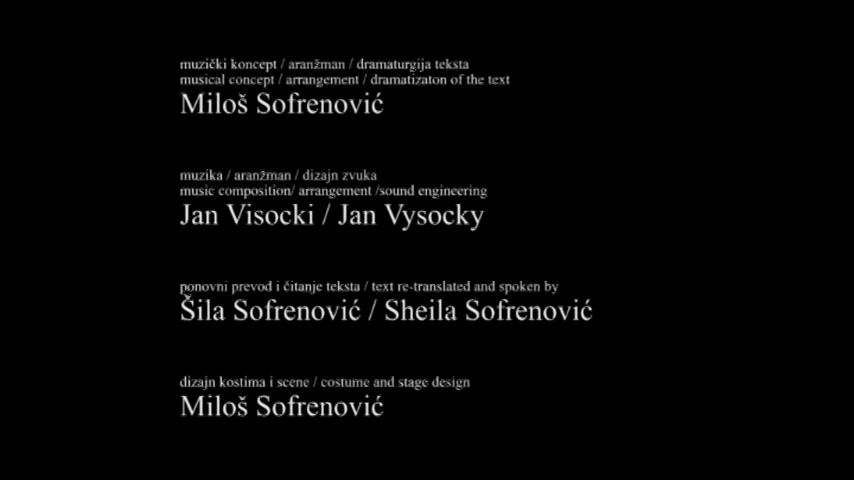 muzički koncept / aranžman / dramaturgija teksta
musical concept / arrangement / dramatizaton of the text
Miloš Sofrenović
muzika / aranžman / dizajn zvuka
music composition/ arrangement /sound engineering
Jan Visocki / Jan Vysocky
ponovni prevod i čitanje teksta / text re-translated and spoken by
Šila Sofrenović / Sheila Sofrenović
dizajn kostima i scene / costume and stage design
Miloš Sofrenović